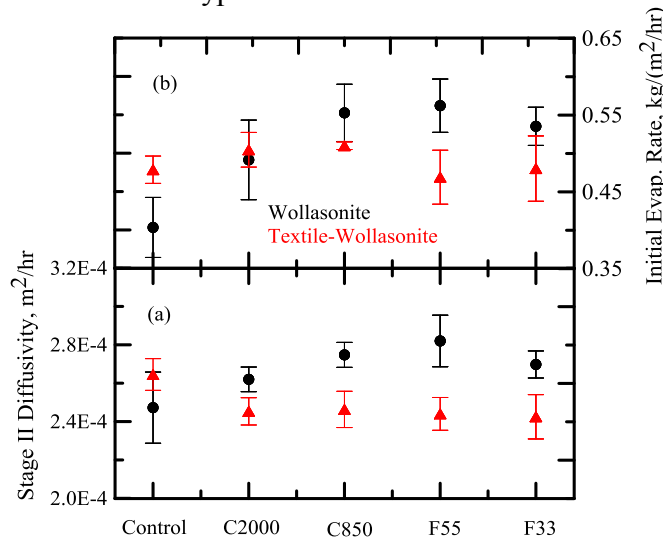 (b)
0.65
0.55
0.45
0.35
Initial Evap. Rate, kg/(m²/hr)
Wollasonite
Textile-Wollasonite
(a)
3.2E-4
2.8E-4
2.4E-4
2.0E-4
Stage II Diffusivity, m²/hr
Control C2000 C850 F55 F33